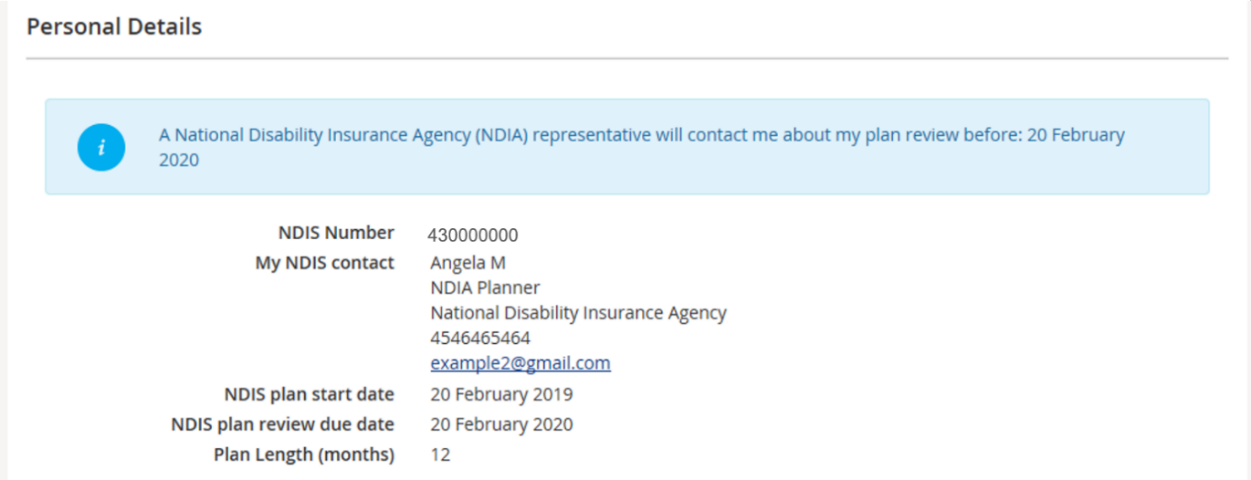 Personal Details
i
A National Disability Insurance Agency (NDIA) representative will contact me about my plan review before: 20 February
2020
NDIS Number 430000000
My NDIS contact Angela M
NDIA Planner
National Disability Insurance Agency
4546465464
example2@gmail.com
NDIS plan start date 20 February 2019
NDIS plan review due date 20 February 2020
Plan Length (months) 12